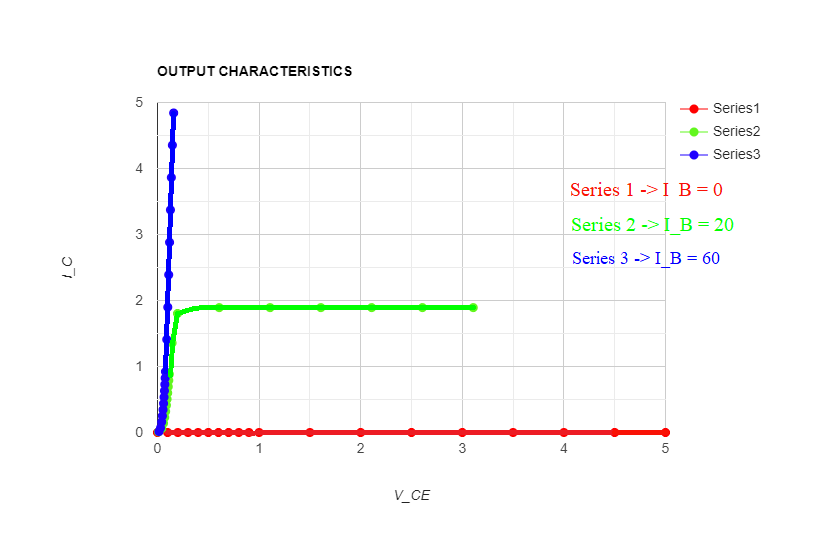 OUTPUT CHARACTERISTICS
5
4
3
2
1
0
I_C
0 1 2 3 4 5
V_CE
Series1
Series2
Series3
Series 1 -> I_B = 0
Series 2 -> I_B = 20
Series 3 -> I_B = 60